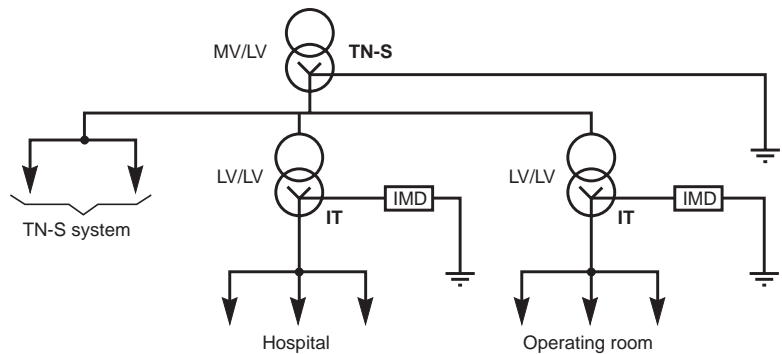 MV/LV TN-S
LV/LV IMD IT
LV/LV IMD IT
TN-S system
Hospital
Operating room